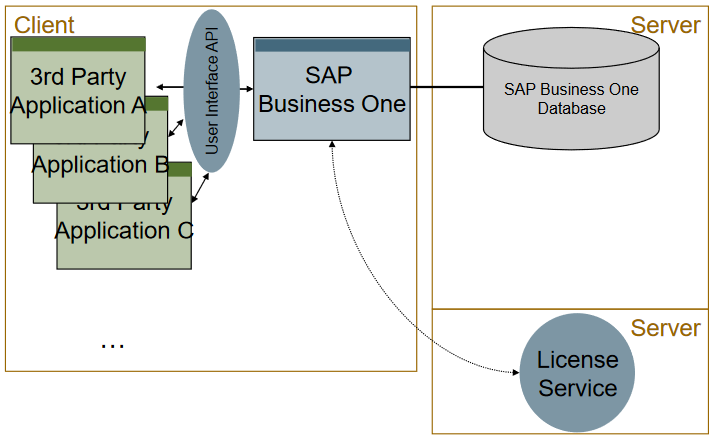 Client
3rd Party
Application A
Party
Application B
3rd Party
Application C
...
User Interface API
SAP
Business One
Server
SAP Business One
Database
Server
License
Service